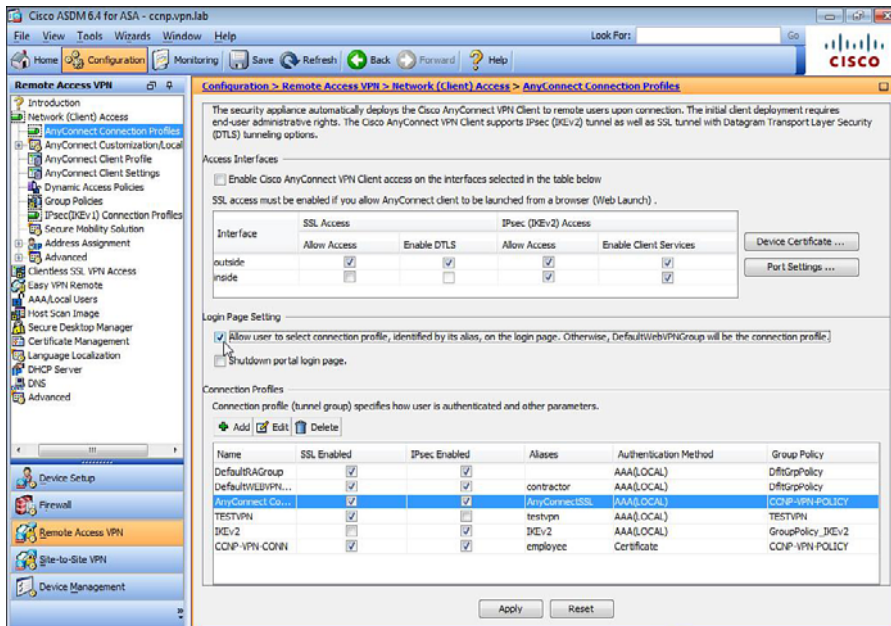 Cisco ASDM 6.4 for ASA - ccnp.vpn.lab
File View Tools Wizards Window Help Look For: Go
Home Configuration Monitoring Save Refresh Back Forward Help
CISCO
Remote Access VPN
Introduction
Network (Client) Access
AnyConnect Connection Profiles
AnyConnect Customization/Local
AnyConnect Client Profile
AnyConnect Client Settings
Dynamic Access Policies
Group Policies
IPsec(IKEv1) Connection Profiles
Secure Mobility Solution
Address Assignment
Advanced
Clientless SSL VPN Access
Easy VPN Remote
AAA/Local Users
Host Scan Image
Secure Desktop Manager
Certificate Management
Language Localization
DHCP Server
DNS
Advanced
Device Setup
Firewall
Remote Access VPN
Site-to-Site VPN
Device Management
Configuration > Remote Access VPN > Network (Client) Access > AnyConnect Connection Profiles
The security appliance automatically deploys the Cisco AnyConnect VPN Client to remote users upon connection. The initial client deployment requires
end-user administrative rights. The Cisco AnyConnect VPN Client supports IPsec (IKEv2) tunnel as well as SSL tunnel with Datagram Transport Layer Security
(DTLS) tunneling options.
Access Interfaces
Enable Cisco AnyConnect VPN Client access on the interfaces selected in the table below
SSL access must be enabled if you allow AnyConnect client to be launched from a browser (Web Launch) .
Interface SSL Access IPsec (IKEv2) Access
Allow Access Enable DTLS Allow Access Enable Client Services
outside
inside
Device Certificate ...
Port Settings ...
Login Page Setting
Allow user to select connection profile, identified by its alias, on the login page. Otherwise, DefaultWebVPNGroup will be the connection profile.
Shutdown portal login page.
Connection Profiles
Connection profile (tunnel group) specifies how user is authenticated and other parameters.
Add Edit Delete
Name SSL Enabled IPsec Enabled Aliases Authentication Method Group Policy
DefaultRAGroup AAA(LOCAL) DfltGrpPolicy
DefaultWEBVPN... contractor AAA(LOCAL) DfltGrpPolicy
AnyConnect Co... AnyConnectSSL AAA(LOCAL) CCNP-VPN-POLICY
TESTVPN testvpn AAA(LOCAL) TESTVPN
IKEv2 IKEv2 AAA(LOCAL) GroupPolicy_IKEv2
CCNP-VPN-CONN employee Certificate CCNP-VPN-POLICY
Apply Reset